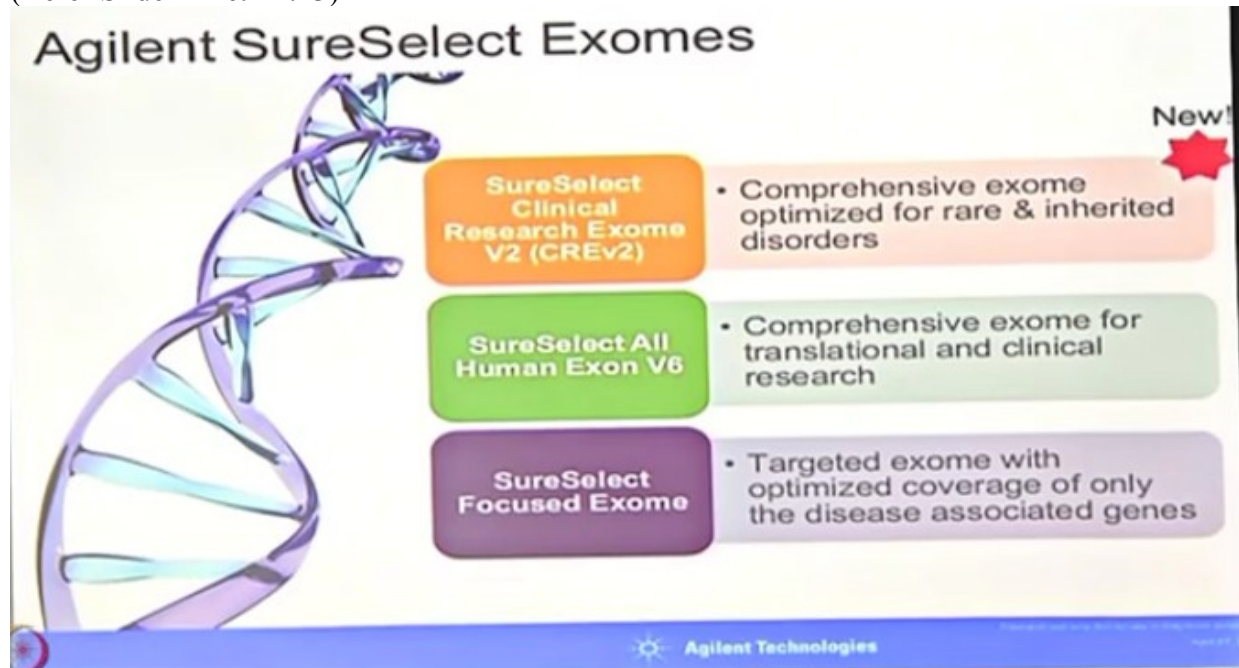 Agilent SureSelect Exomes
New!
SureSelect
Clinical
Research Exome
V2 (CREv2)
• Comprehensive exome
optimized for rare & inherited
disorders
SureSelect All
Human Exon V6
• Comprehensive exome for
translational and clinical
research
SureSelect
Focused Exome
• Targeted exome with
optimized coverage of only
the disease associated genes
Agilent Technologies